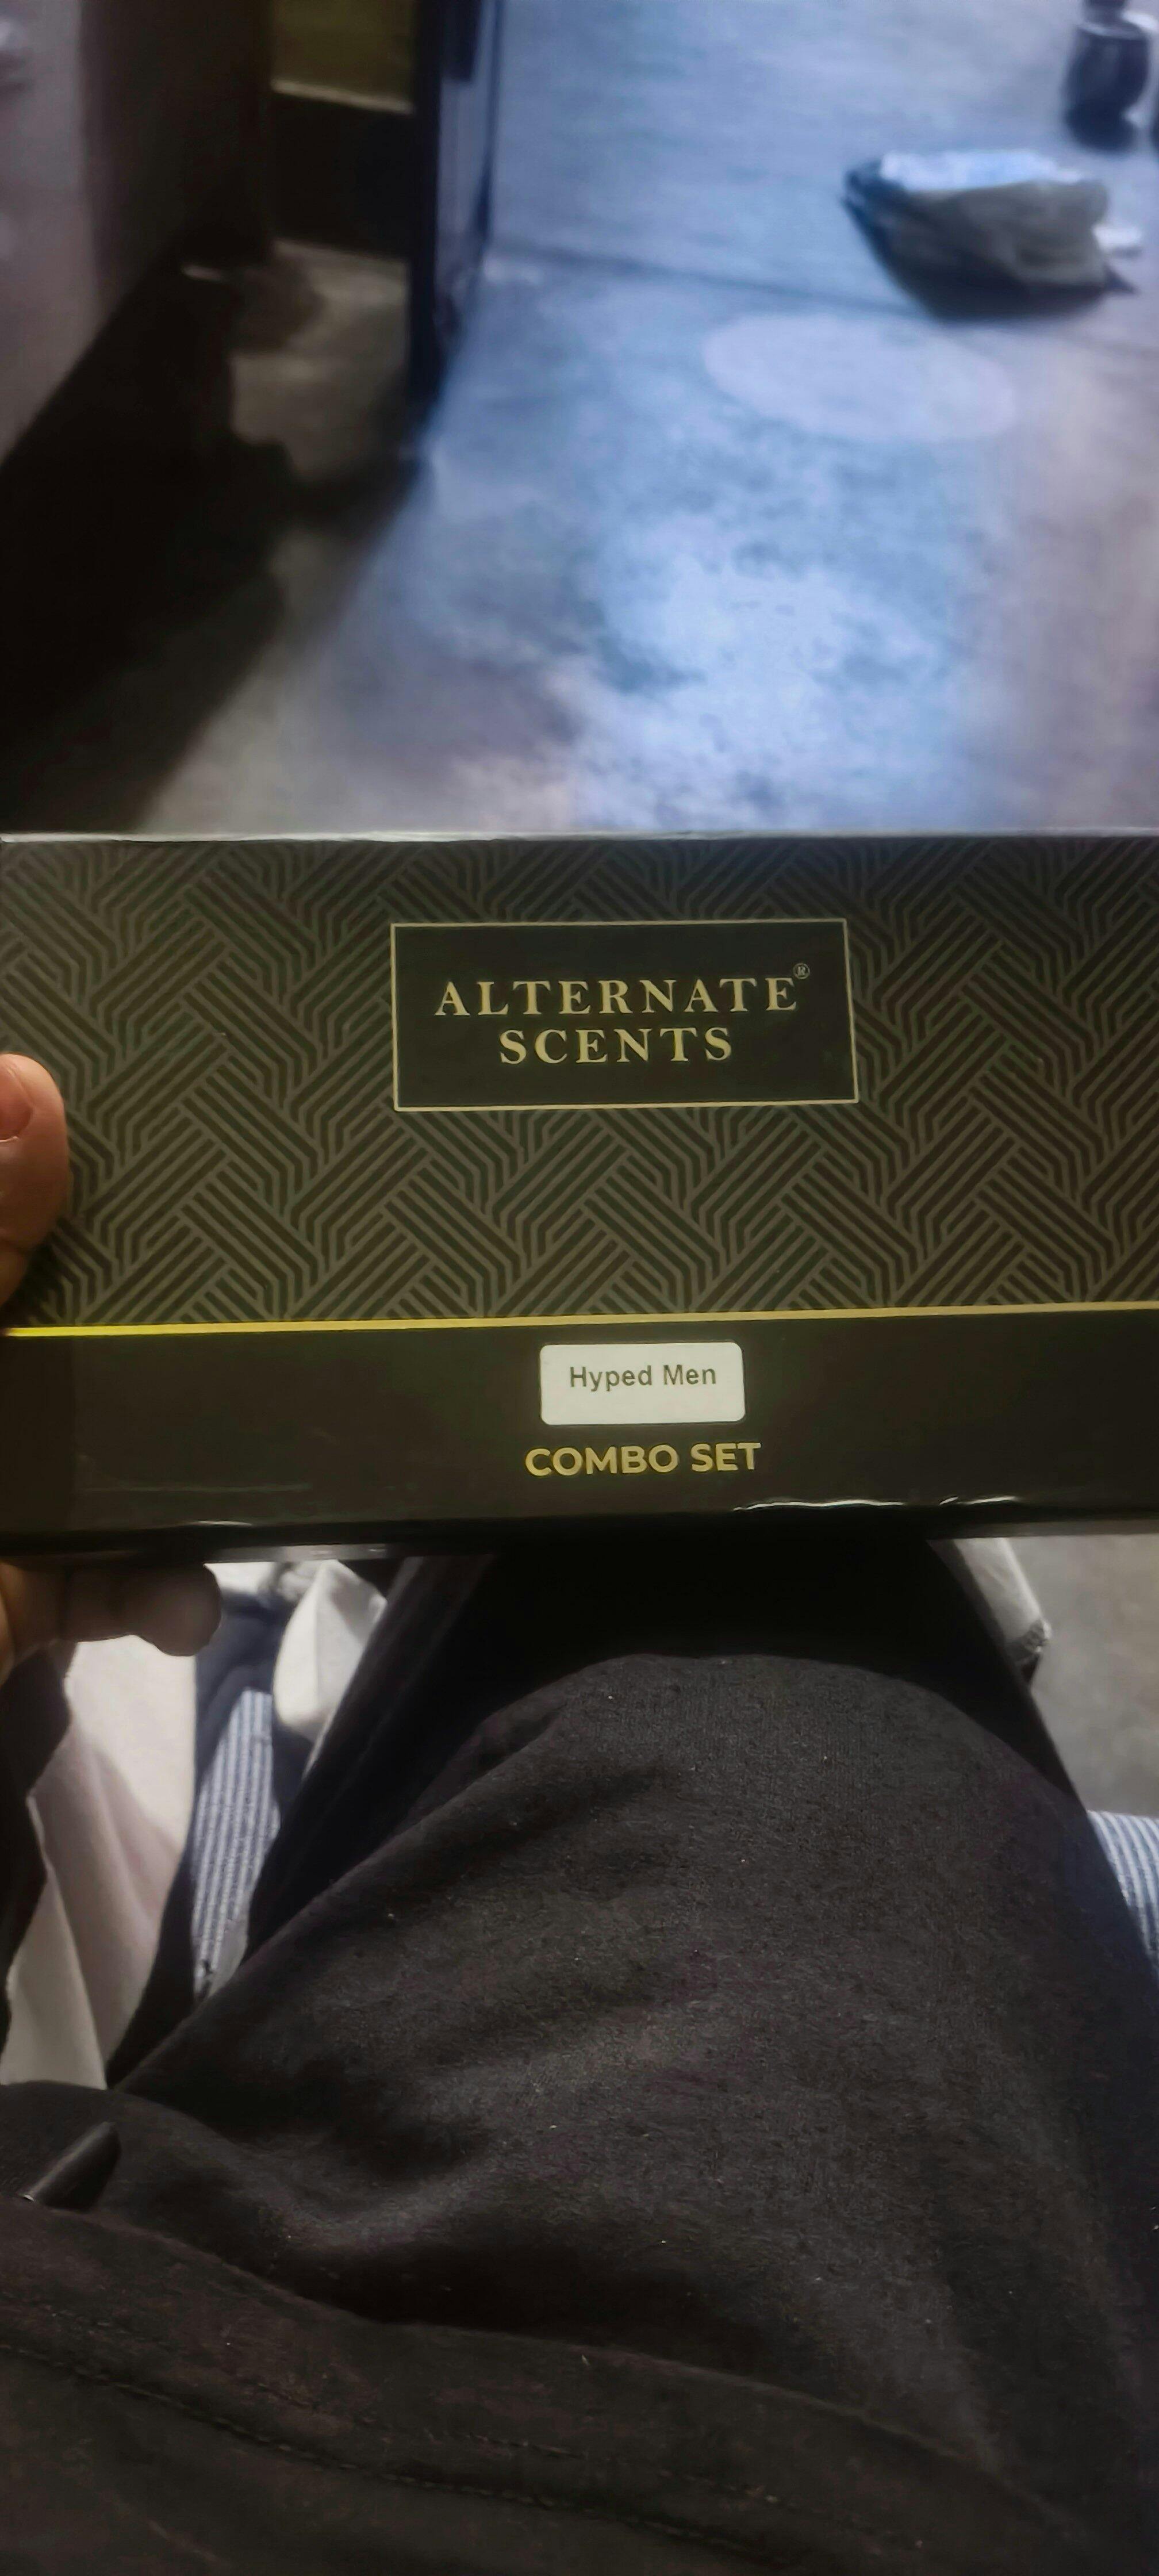 ALTERNATE®
SCENTS
Hyped Men
COMBO SET